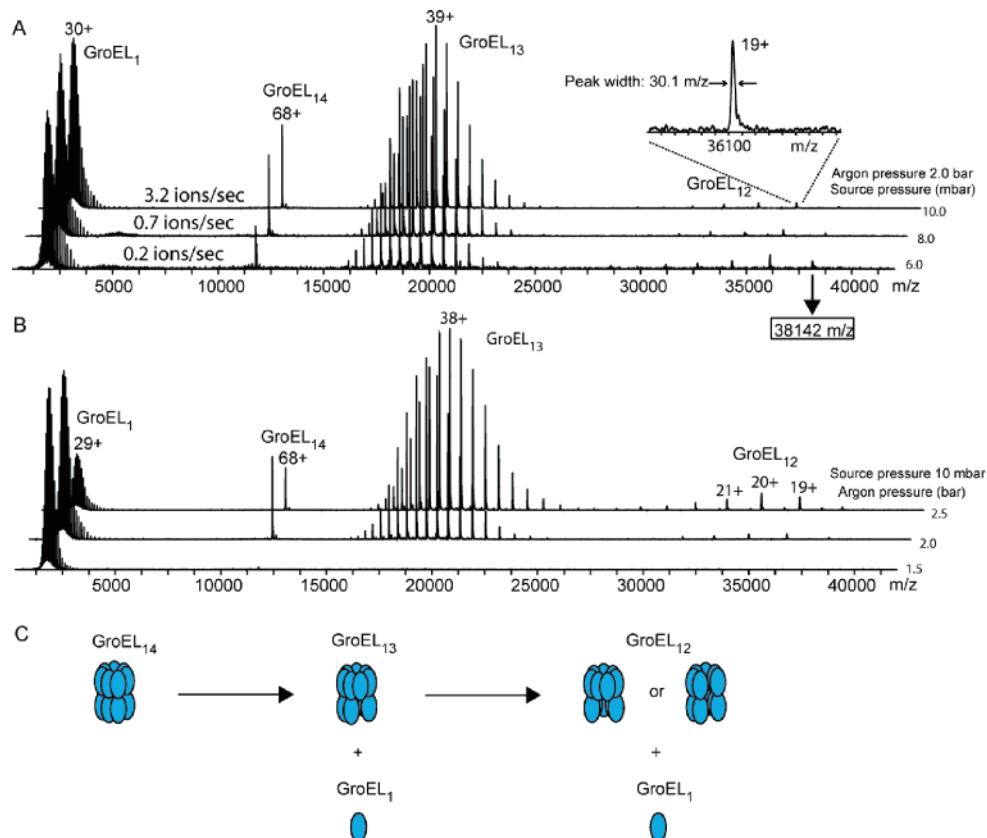 A
30+
GroEL1
GroEL14
68+
39+
GroEL13
19+
Peak width: 30.1 m/z
36100 m/z
GroEL12
Argon pressure 2.0 bar
Source pressure (mbar)
3.2 ions/sec
10.0
0.7 ions/sec
8.0
0.2 ions/sec
6.0
5000 10000 15000 20000 25000 30000 35000 40000 m/z
38142 m/z
B
38+
GroEL13
GroEL1
29+
GroEL14
68+
GroEL12
21+ 20+ 19+
Source pressure 10 mbar
Argon pressure (bar)
2.5
2.0
1.5
5000 10000 15000 20000 25000 30000 35000 40000 m/z
C
GroEL14 GroEL13 GroEL12
or
+ +
GroEL1 GroEL1